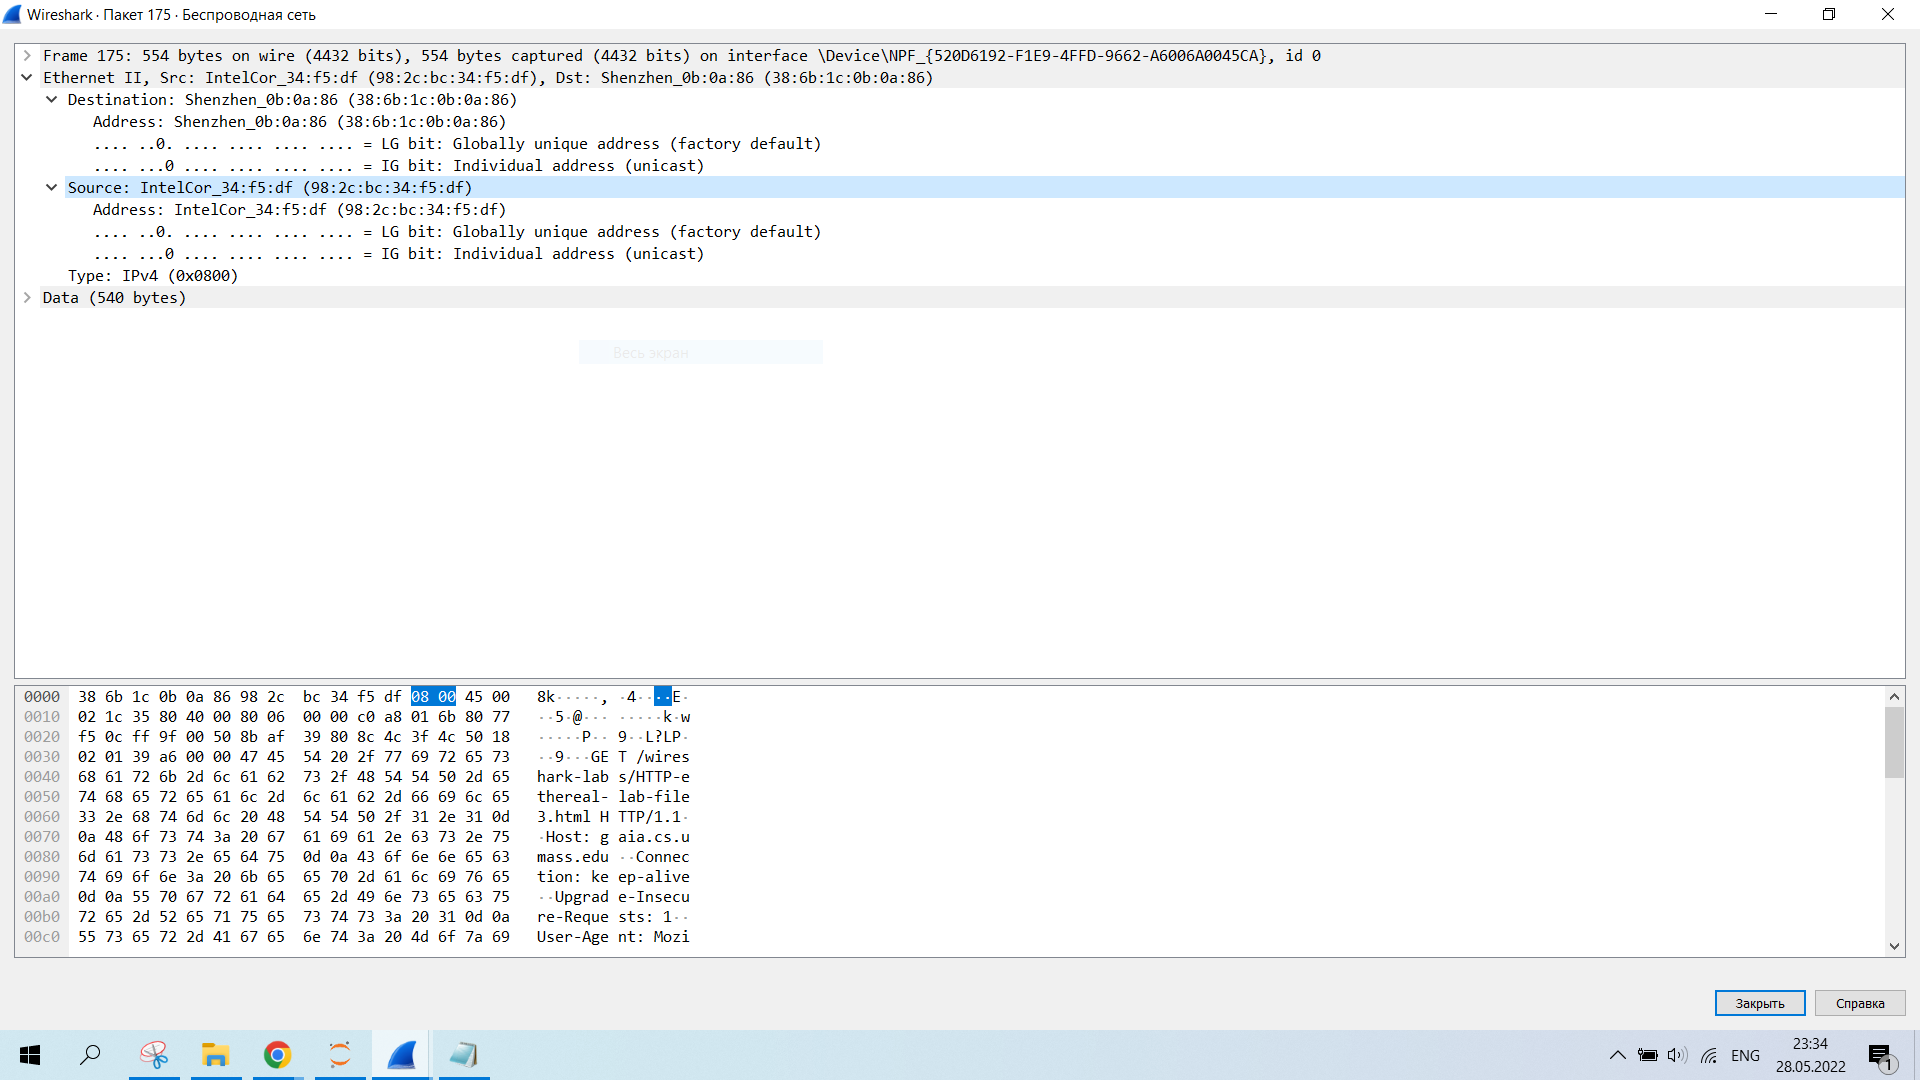 Wireshark · Пакет 175 · Беспроводная сеть
Frame 175: 554 bytes on wire (4432 bits), 554 bytes captured (4432 bits) on interface \Device\NPF_{520D6192-F1E9-4FFD-9662-A6006A0045CA}, id 0
Ethernet II, Src: IntelCor_34:f5:df (98:2c:bc:34:f5:df), Dst: Shenzhen_0b:0a:86 (38:6b:1c:0b:0a:86)
Destination: Shenzhen_0b:0a:86 (38:6b:1c:0b:0a:86)
Address: Shenzhen_0b:0a:86 (38:6b:1c:0b:0a:86)
.... ..0. .... .... .... .... = LG bit: Globally unique address (factory default)
.... ...0 .... .... .... .... = IG bit: Individual address (unicast)
Source: IntelCor_34:f5:df (98:2c:bc:34:f5:df)
Address: IntelCor_34:f5:df (98:2c:bc:34:f5:df)
.... ..0. .... .... .... .... = LG bit: Globally unique address (factory default)
.... ...0 .... .... .... .... = IG bit: Individual address (unicast)
Type: IPv4 (0x0800)
Data (540 bytes)
Весь экран
0000 38 6b 1c 0b 0a 86 98 2c bc 34 f5 df 08 00 45 00 8k·····, ·4····E·
0010 02 1c 35 80 40 00 80 06 00 00 c0 a8 01 6b 80 77 ··5·@··· ·····k·w
0020 f5 0c ff 9f 00 50 8b af 39 80 8c 4c 3f 4c 50 18 ·····P·· 9··L?LP·
0030 02 01 39 a6 00 00 47 45 54 20 2f 77 69 72 65 73 ··9···GE T /wires
0040 68 61 72 6b 2d 6c 61 62 73 2f 48 54 54 50 2d 65 hark-lab s/HTTP-e
0050 74 68 65 72 65 61 6c 2d 6c 61 62 2d 66 69 6c 65 thereal- lab-file
0060 33 2e 68 74 6d 6c 20 48 54 54 50 2f 31 2e 31 0d 3.html H TTP/1.1·
0070 0a 48 6f 73 74 3a 20 67 61 69 61 2e 63 73 2e 75 ·Host: g aia.cs.u
0080 6d 61 73 73 2e 65 64 75 0d 0a 43 6f 6e 6e 65 63 mass.edu ··Connec
0090 74 69 6f 6e 3a 20 6b 65 65 70 2d 61 6c 69 76 65 tion: ke ep-alive
00a0 0d 0a 55 70 67 72 61 64 65 2d 49 6e 73 65 63 75 ··Upgrad e-Insecu
00b0 72 65 2d 52 65 71 75 65 73 74 73 3a 20 31 0d 0a re-Reque sts: 1··
00c0 55 73 65 72 2d 41 67 65 6e 74 3a 20 4d 6f 7a 69 User-Age nt: Mozi
Закрыть
Справка
ENG
23:34
28.05.2022
1